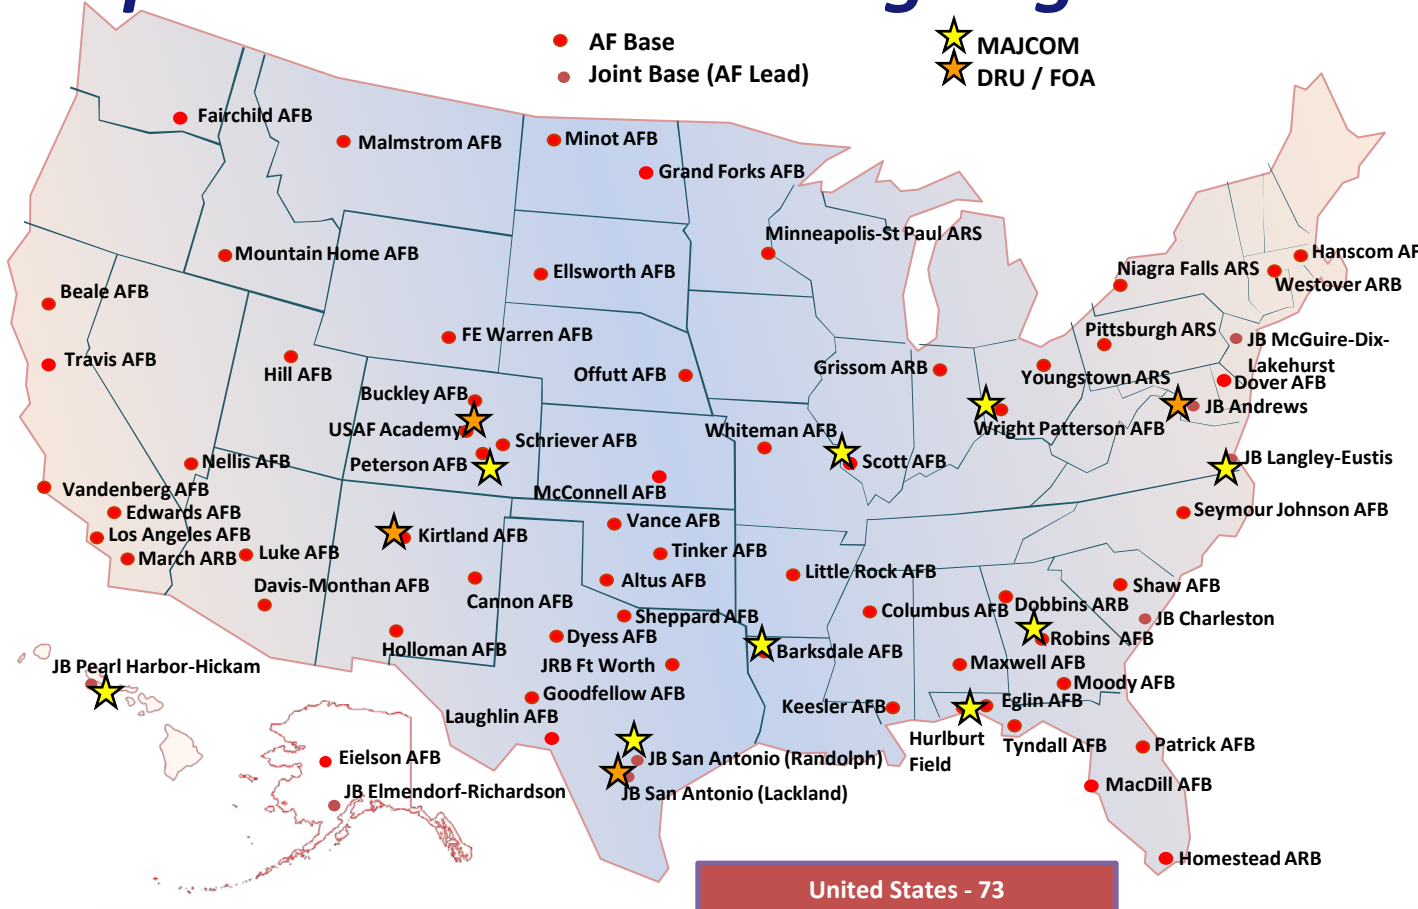 AF Base
Joint Base (AF Lead)
MAJCOM
DRU / FOA
Fairchild AFB
Malmstrom AFB
Minot AFB
Grand Forks AFB
Minneapolis-St Paul ARS
Mountain Home AFB
Ellsworth AFB
Hanscom AF
Niagra Falls ARS
Westover ARB
Beale AFB
FE Warren AFB
Pittsburgh ARS
JB McGuire-Dix-
Lakehurst
Travis AFB
Hill AFB
Offutt AFB
Grissom ARB
Youngstown ARS
Dover AFB
Buckley AFB
JB Andrews
USAF Academy
Schriever AFB
Whiteman AFB
Wright Patterson AFB
Peterson AFB
Nellis AFB
Scott AFB
JB Langley-Eustis
Vandenberg AFB
McConnell AFB
Edwards AFB
Seymour Johnson AFB
Vance AFB
Los Angeles AFB
Kirtland AFB
March ARB
Luke AFB
Tinker AFB
Davis-Monthan AFB
Altus AFB
Little Rock AFB
Shaw AFB
Cannon AFB
Columbus AFB
Dobbins ARB
Sheppard AFB
JB Charleston
Dyess AFB
Robins AFB
Holloman AFB
Barksdale AFB
JB Pearl Harbor-Hickam
JRB Ft Worth
Maxwell AFB
Moody AFB
Goodfellow AFB
Eglin AFB
Keesler AFB
Laughlin AFB
Hurlburt
Field
Tyndall AFB
Patrick AFB
Eielson AFB
JB San Antonio (Randolph)
MacDill AFB
JB Elmendorf-Richardson
JB San Antonio (Lackland)
Homestead ARB
United States - 73